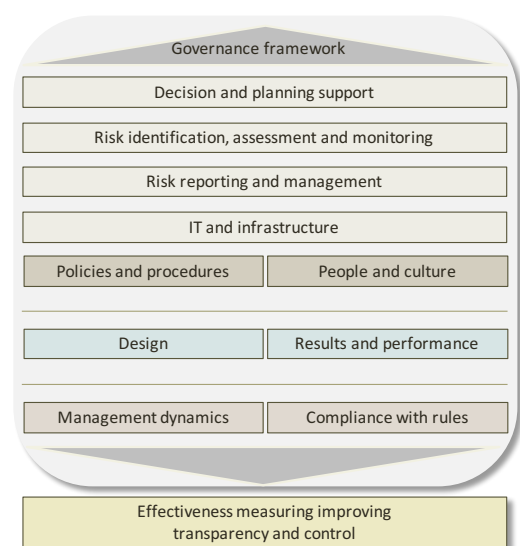 Governance framework
Decision and planning support
Risk identification, assessment and monitoring
Risk reporting and management
IT and infrastructure
Policies and procedures
People and culture
Design
Results and performance
Management dynamics
Compliance with rules
Effectiveness measuring improving
transparency and control